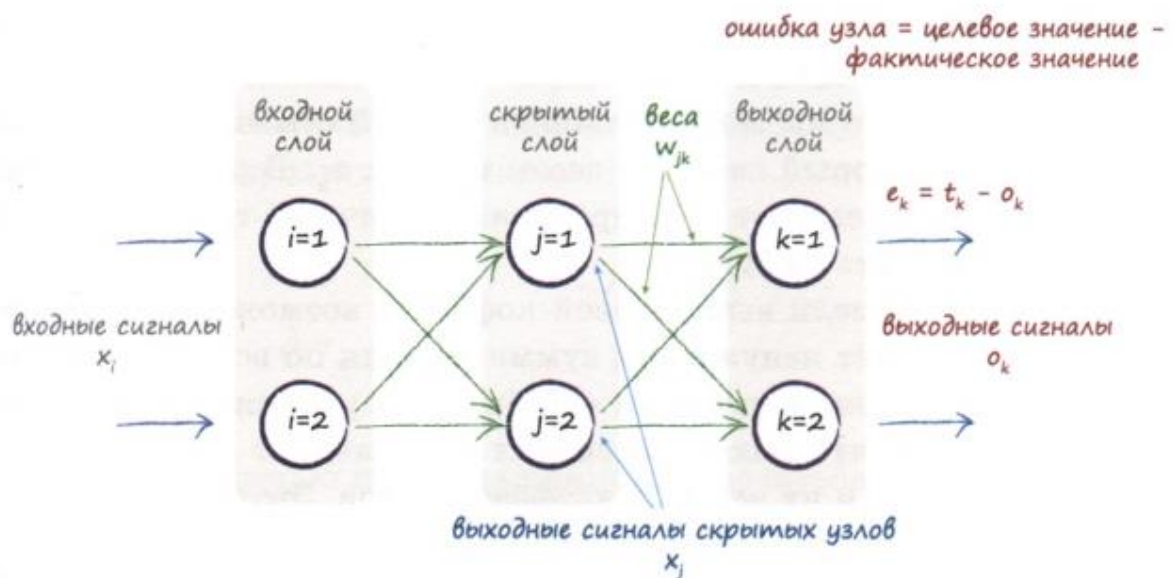 ошибка узла = целевое значение -
фактическое значение
входной
слой
скрытый
слой
веса
w_jk
выходной
слой
e_k = t_k - o_k
i=1
j=1
k=1
входные сигналы
x_i
выходные сигналы
o_k
i=2
j=2
k=2
выходные сигналы скрытых узлов
x_j